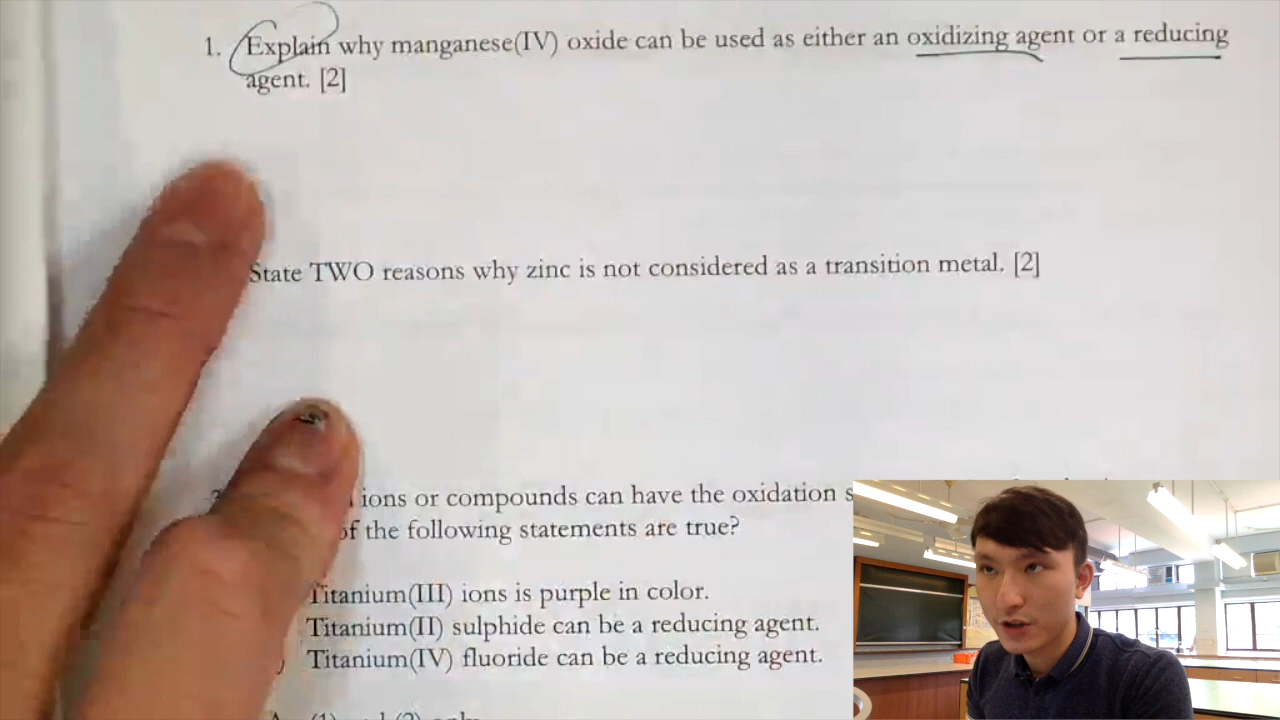 1. Explain why manganese(IV) oxide can be used as either an oxidizing agent or a reducing
agent. [2]
State TWO reasons why zinc is not considered as a transition metal. [2]
ions or compounds can have the oxidation
of the following statements are true?
Titanium(III) ions is purple in color.
Titanium(II) sulphide can be a reducing agent.
Titanium(IV) fluoride can be a reducing agent.